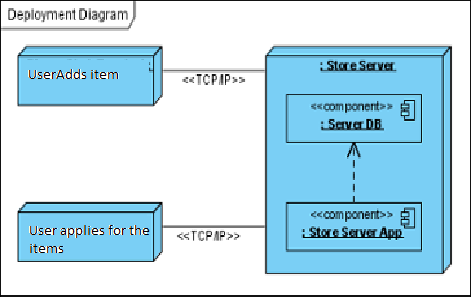 Deployment Diagram
UserAdds item
<<TCP/IP>>
: Store Server
<<component>>
: Server DB
User applies for the
items
<<TCP/IP>>
<<component>>
: Store Server App